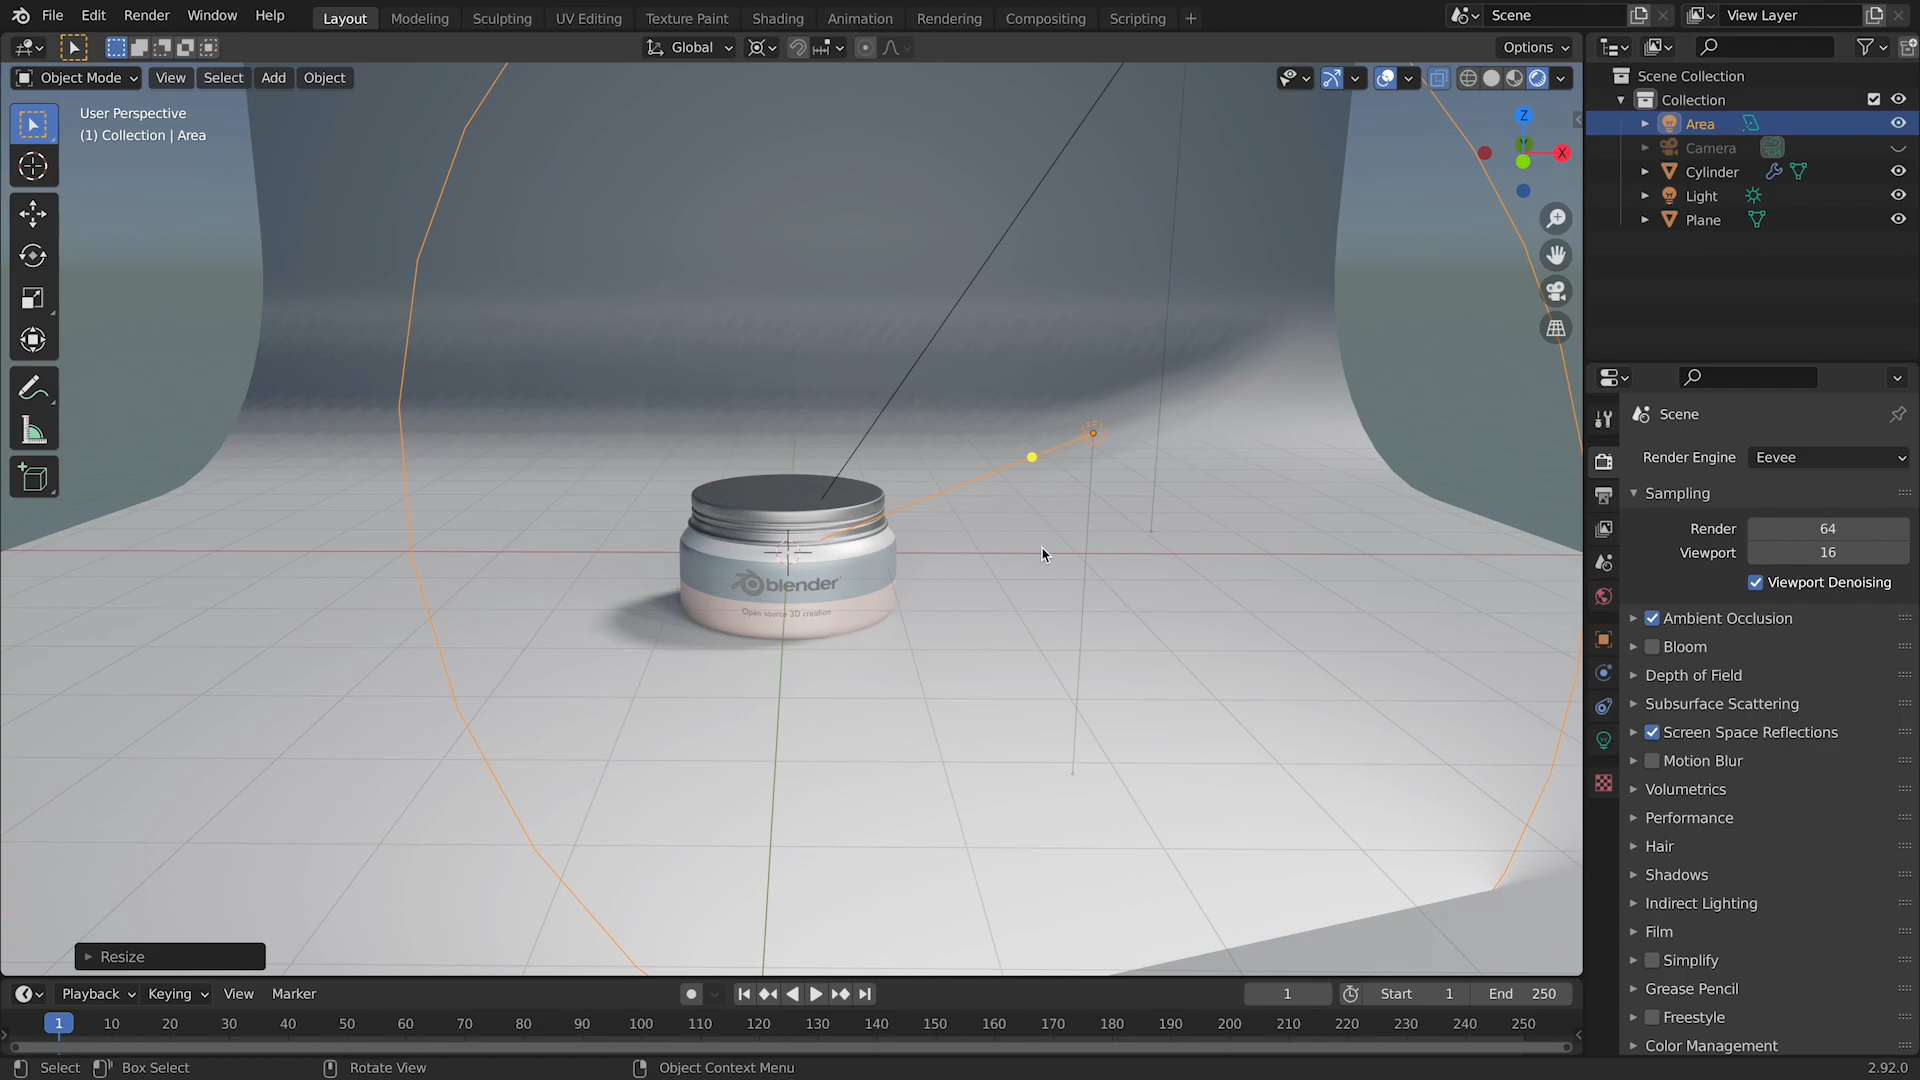 File Edit Render Window Help Layout Modeling Sculpting UV Editing Texture Paint Shading Animation Rendering Compositing Scripting + Scene View Layer
Global Options
Object Mode View Select Add Object
User Perspective
(1) Collection | Area
Z
X
Scene Collection
Collection
Area
Camera
Cylinder
Light
Plane
blender
Open source 3D creation
Scene
Render Engine Eevee
Sampling
Render 64
Viewport 16
Viewport Denoising
Ambient Occlusion
Bloom
Depth of Field
Subsurface Scattering
Screen Space Reflections
Motion Blur
Volumetrics
Performance
Hair
Shadows
Indirect Lighting
Film
Simplify
Grease Pencil
Freestyle
Color Management
Resize
Playback Keying View Marker 1 Start 1 End 250
1 10 20 30 40 50 60 70 80 90 100 110 120 130 140 150 160 170 180 190 200 210 220 230 240 250
Select Box Select Rotate View Object Context Menu 2.92.0